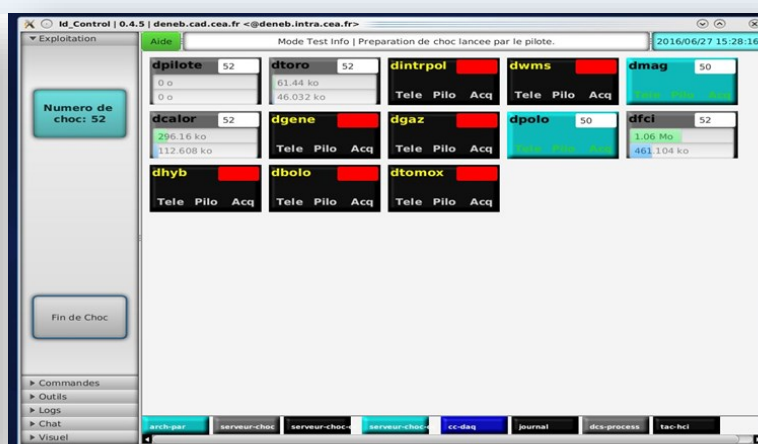 Id_Control | 0.4.5 | deneb.cad.cea.fr <@deneb.intra.cea.fr>
Exploitation
Aide
Mode Test Info | Preparation de choc lancee par le pilote.
2016/06/27 15:28:16
Numero de choc: 52
dpilote 52
0 o
0 o
dtoro 52
61.44 ko
46.032 ko
dintrpol
Tele Pilo Acq
dwms
Tele Pilo Acq
dmag 50
Tele Pilo Acq
dcalor 52
296.16 ko
112.608 ko
dgene
Tele Pilo Acq
dgaz
Tele Pilo Acq
dpolo 50
Tele Pilo Acq
dfci 52
1.06 Mo
461.104 ko
dhyb
Tele Pilo Acq
dbolo
Tele Pilo Acq
dtomox
Tele Pilo Acq
Fin de Choc
Commandes
Outils
Logs
Chat
Visuel
arch-par
serveur-choc
serveur-choc-
serveur-choc-
cc-daq
journal
dcs-process
tac-hci